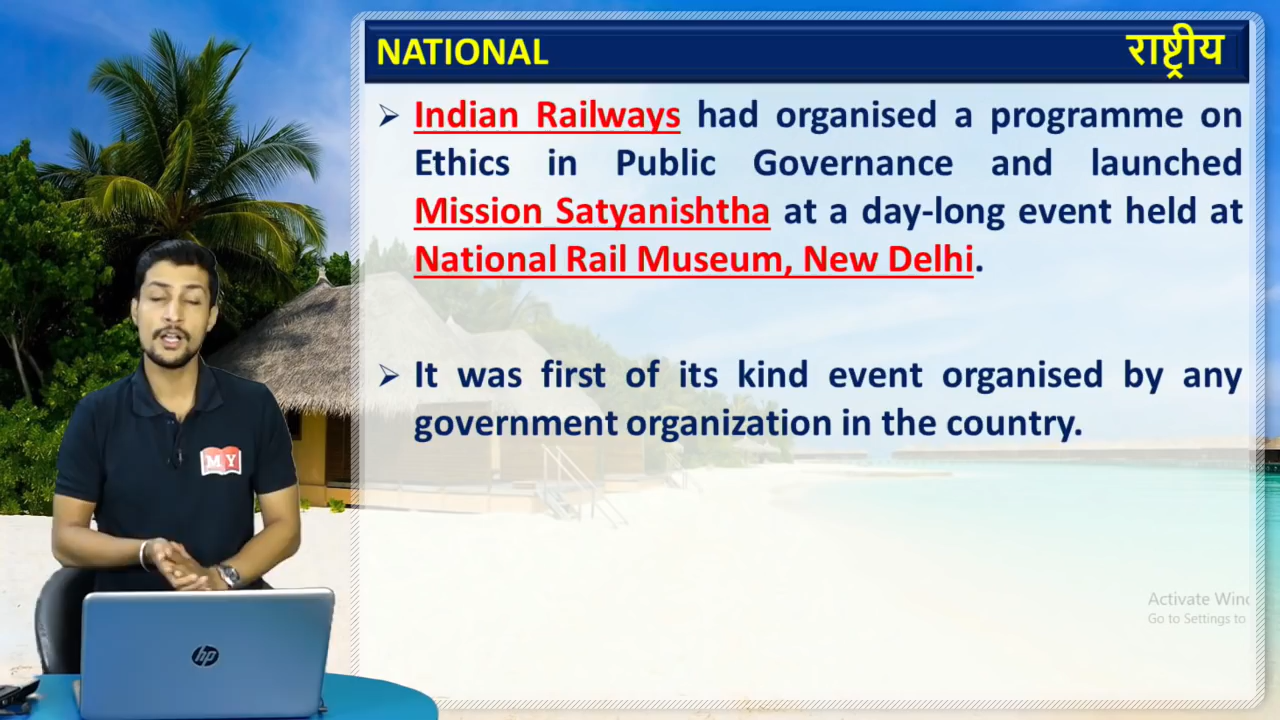 NATIONAL राष्ट्रीय
➢ Indian Railways had organised a programme on
Ethics in Public Governance and launched
Mission Satyanishtha at a day-long event held at
National Rail Museum, New Delhi.
➢ It was first of its kind event organised by any
government organization in the country.
M Y
Activate Wind
Go to Settings to
hp